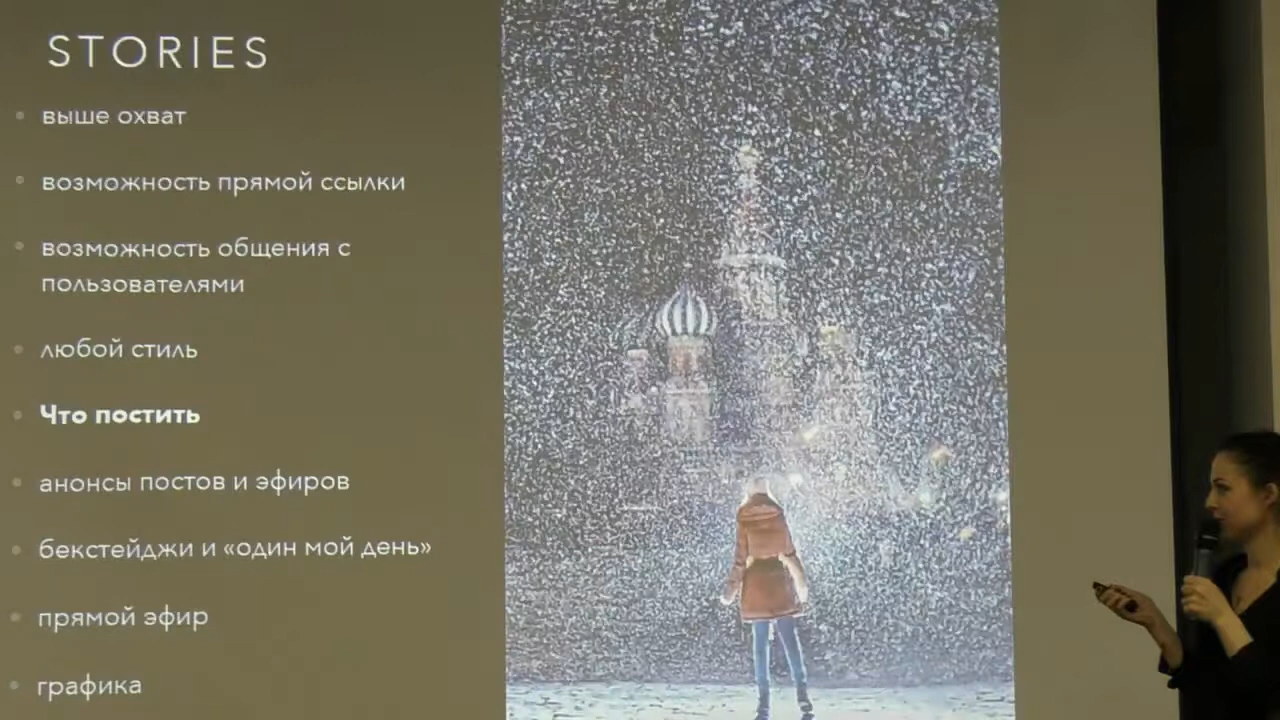 STORIES
выше охват
возможность прямой ссылки
возможность общения с
пользователями
любой стиль
Что постить
анонсы постов и эфиров
бекстейджи и «один мой день»
прямой эфир
графика